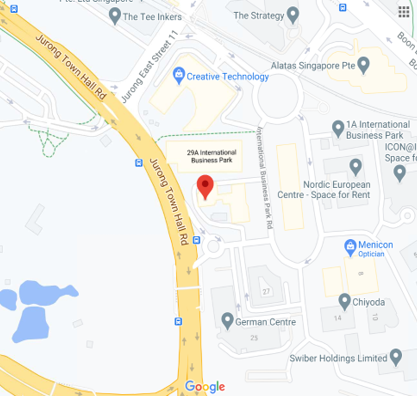 Pte. Ltd Singapore
The Tee Inkers
The Strategy
Boon
Jurong East Street 11
Jurong Town Hall Rd
Creative Technology
Alatas Singapore Pte
International Business Park Rd
29A International
Business Park
1A International
Business Park
ICON@I
Space for
Nordic European
Centre - Space for Rent
Jurong Town Hall Rd
Menicon
Optician
27
Chiyoda
14
13
German Centre
25
Swiber Holdings Limited
Google